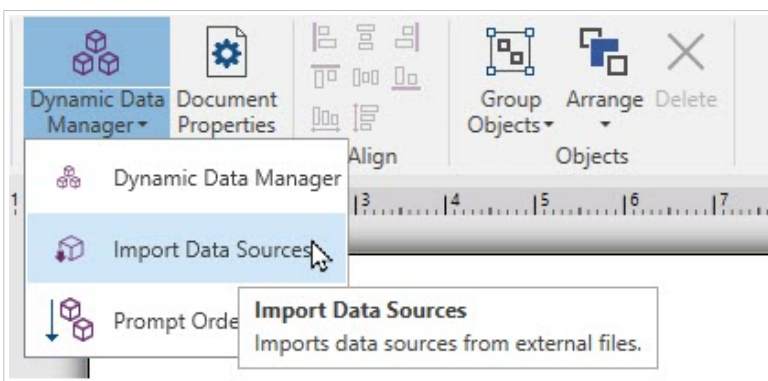 Dynamic Data Manager
Document Properties
Align
Group Objects
Arrange
Delete
Objects
1 3 4 5 6 7
Dynamic Data Manager
Import Data Sources
Prompt Orde
Import Data Sources
Imports data sources from external files.